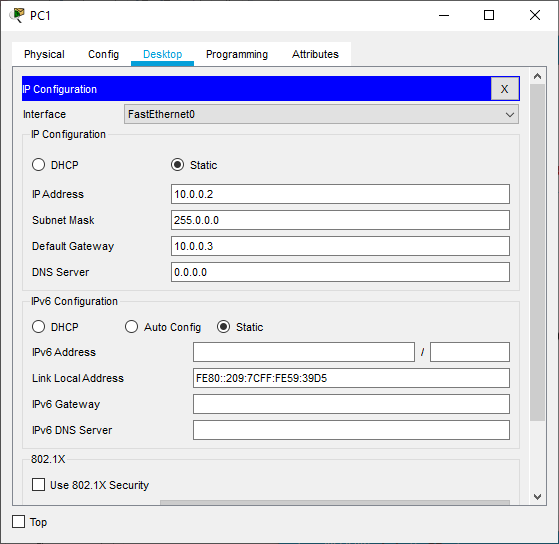 PC1
Physical Config Desktop Programming Attributes
IP Configuration X
Interface FastEthernet0
IP Configuration
DHCP Static
IP Address 10.0.0.2
Subnet Mask 255.0.0.0
Default Gateway 10.0.0.3
DNS Server 0.0.0.0
IPv6 Configuration
DHCP Auto Config Static
IPv6 Address /
Link Local Address FE80::209:7CFF:FE59:39D5
IPv6 Gateway
IPv6 DNS Server
802.1X
Use 802.1X Security
Top